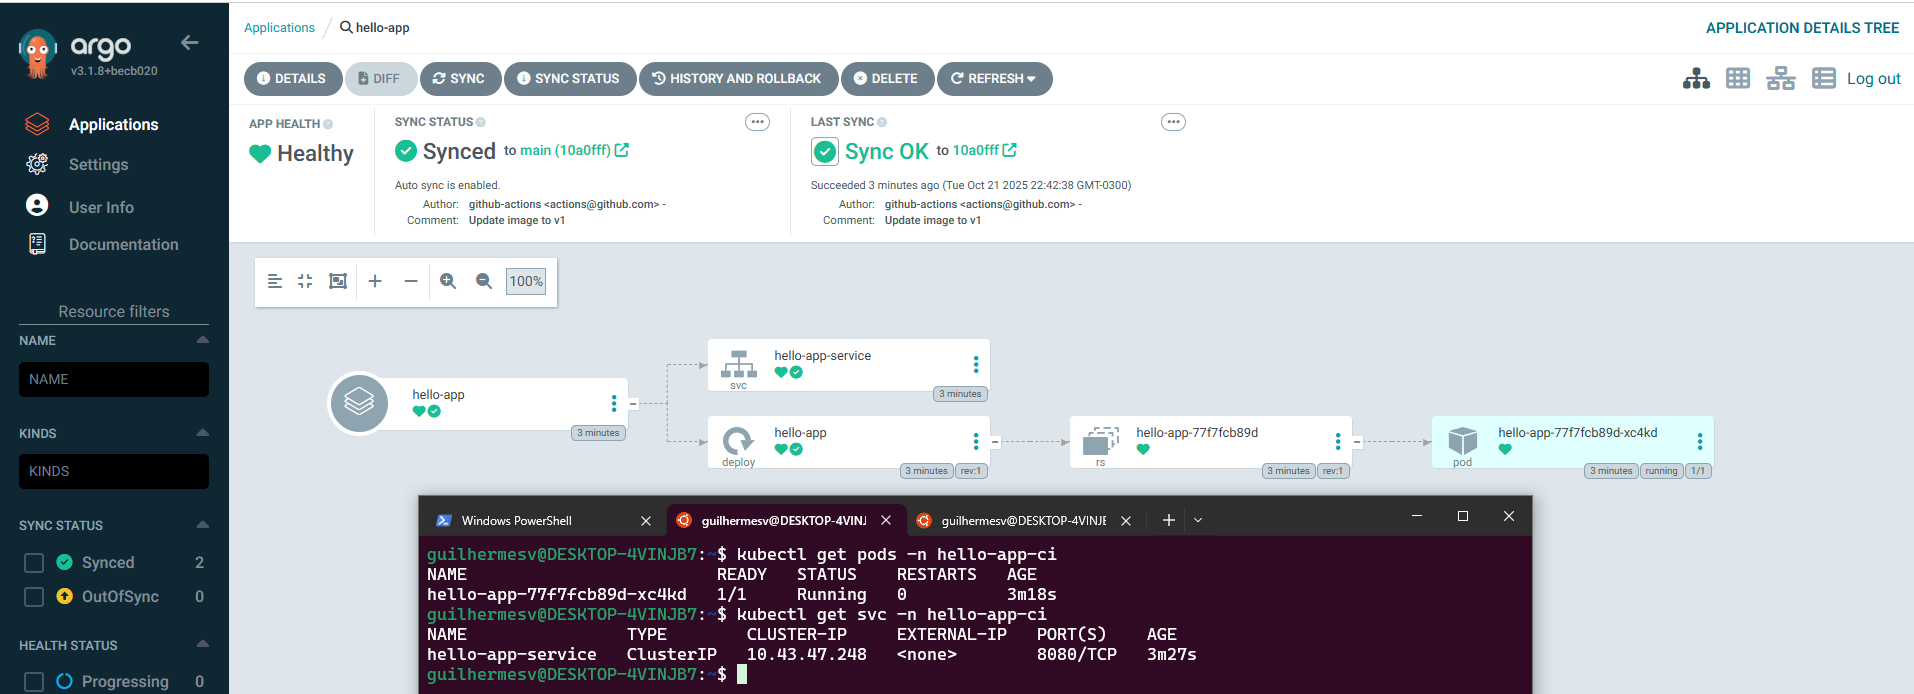 argo
v3.1.8+becb020
Applications
Settings
User Info
Documentation
Resource filters
NAME
NAME
KINDS
KINDS
SYNC STATUS
Synced 2
OutOfSync 0
HEALTH STATUS
Progressing 0
Applications / hello-app
APPLICATION DETAILS TREE
DETAILS DIFF SYNC SYNC STATUS HISTORY AND ROLLBACK DELETE REFRESH
Log out
APP HEALTH
Healthy
SYNC STATUS
Synced to main (10a0fff)
Auto sync is enabled.
Author: github-actions <actions@github.com> -
Comment: Update image to v1
LAST SYNC
Sync OK to 10a0fff
Succeeded 3 minutes ago (Tue Oct 21 2025 22:42:38 GMT-0300)
Author: github-actions <actions@github.com> -
Comment: Update image to v1
100%
hello-app
3 minutes
hello-app-service
svc
3 minutes
hello-app
deploy
3 minutes rev:1
hello-app-77f7fcb89d
rs
3 minutes rev:1
hello-app-77f7fcb89d-xc4kd
pod
3 minutes running 1/1
Windows PowerShell
guilhermesv@DESKTOP-4VINJ
guilhermesv@DESKTOP-4VINJE
guilhermesv@DESKTOP-4VINJB7:~$ kubectl get pods -n hello-app-ci
NAME READY STATUS RESTARTS AGE
hello-app-77f7fcb89d-xc4kd 1/1 Running 0 3m18s
guilhermesv@DESKTOP-4VINJB7:~$ kubectl get svc -n hello-app-ci
NAME TYPE CLUSTER-IP EXTERNAL-IP PORT(S) AGE
hello-app-service ClusterIP 10.43.47.248 <none> 8080/TCP 3m27s
guilhermesv@DESKTOP-4VINJB7:~$